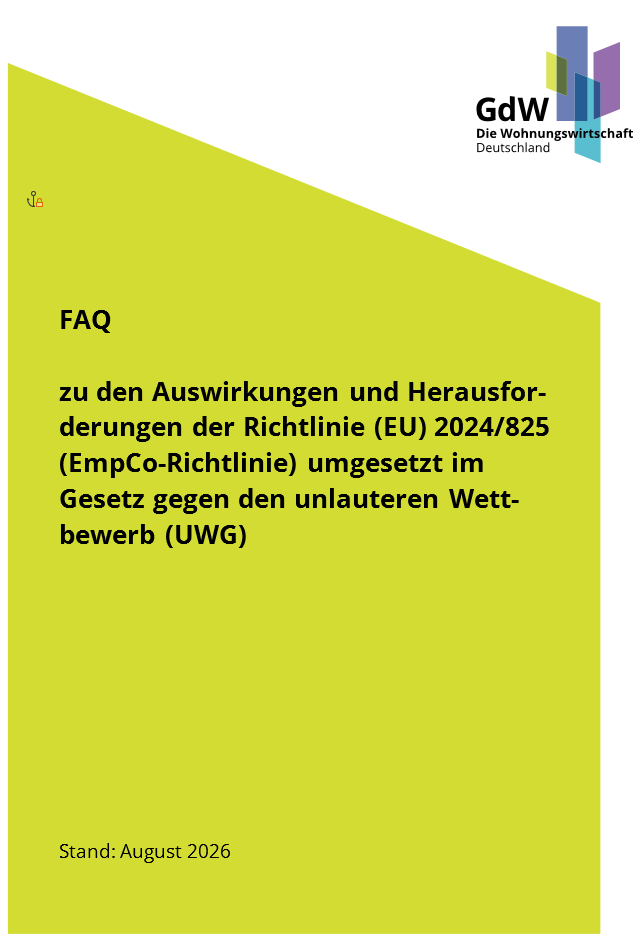 GdW
Die Wohnungswirtschaft
Deutschland
FAQ
zu den Auswirkungen und Herausfor-
derungen der Richtlinie (EU) 2024/825
(EmpCo-Richtlinie) umgesetzt im
Gesetz gegen den unlauteren Wett-
bewerb (UWG)
Stand: August 2026